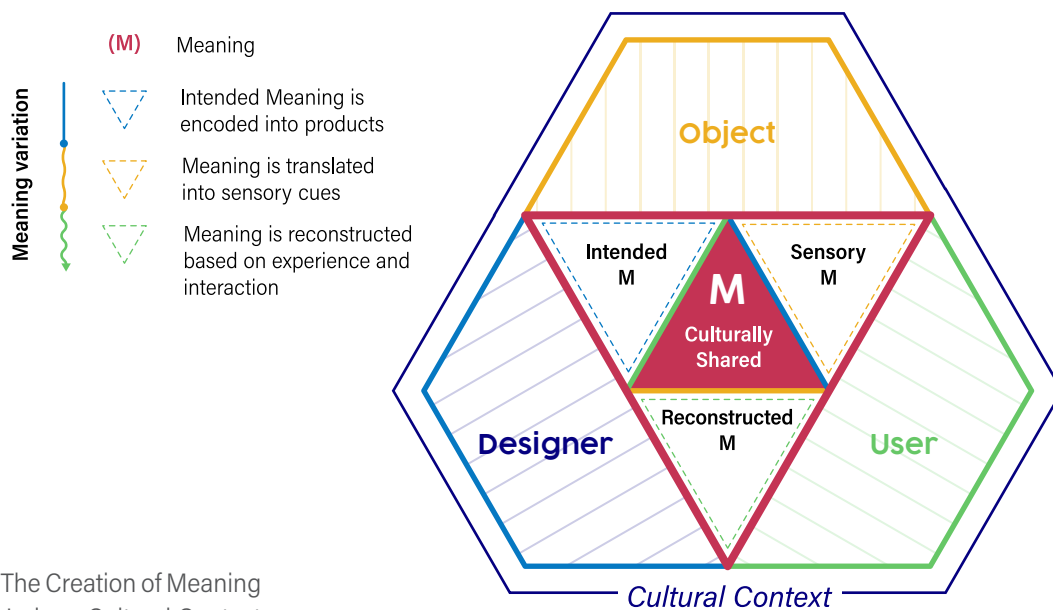 (M) Meaning
Meaning variation
Intended Meaning is
encoded into products
Meaning is translated
into sensory cues
Meaning is reconstructed
based on experience and
interaction
Object
Intended
M
Sensory
M
M
Culturally
Shared
Reconstructed
M
Designer
User
Cultural Context
The Creation of Meaning